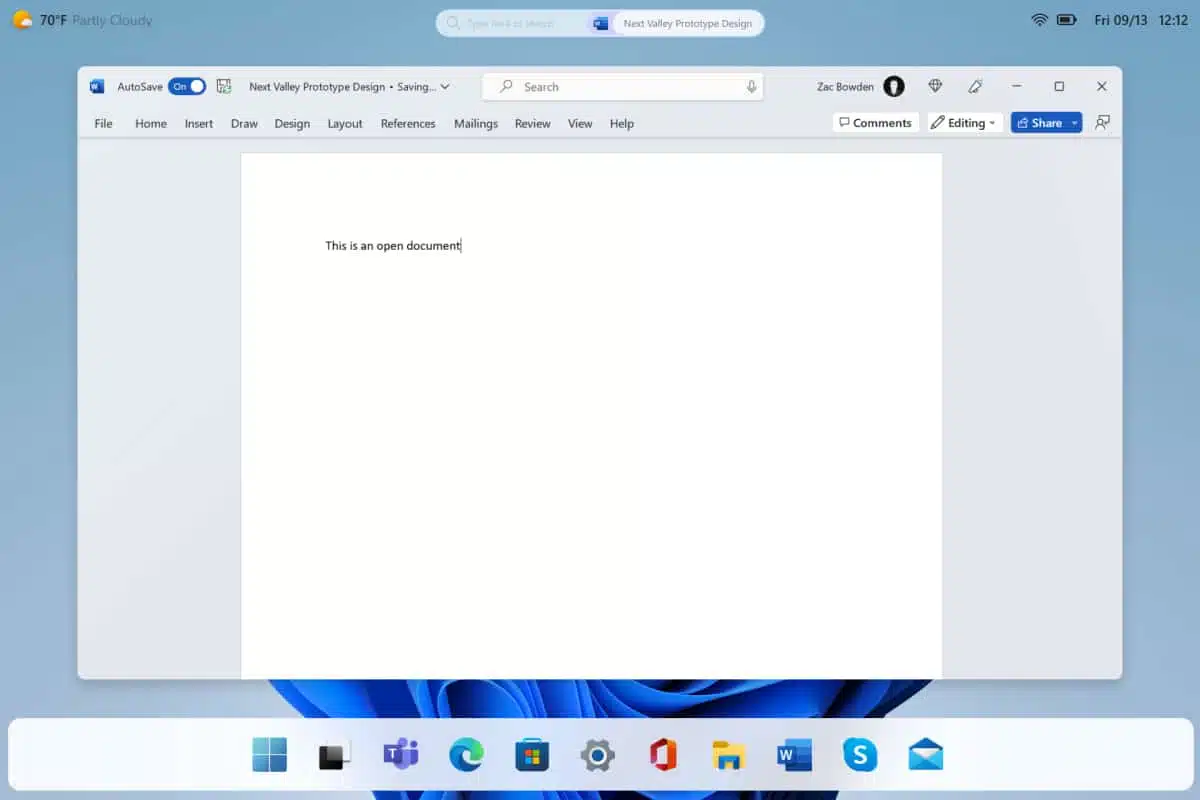 70°F Partly Cloudy
Type here to search
Next Valley Prototype Design
Fri 09/13 12:12
AutoSave On
Next Valley Prototype Design • Saving...
Search
Zac Bowden
File Home Insert Draw Design Layout References Mailings Review View Help
Comments Editing Share
This is an open document
T W S